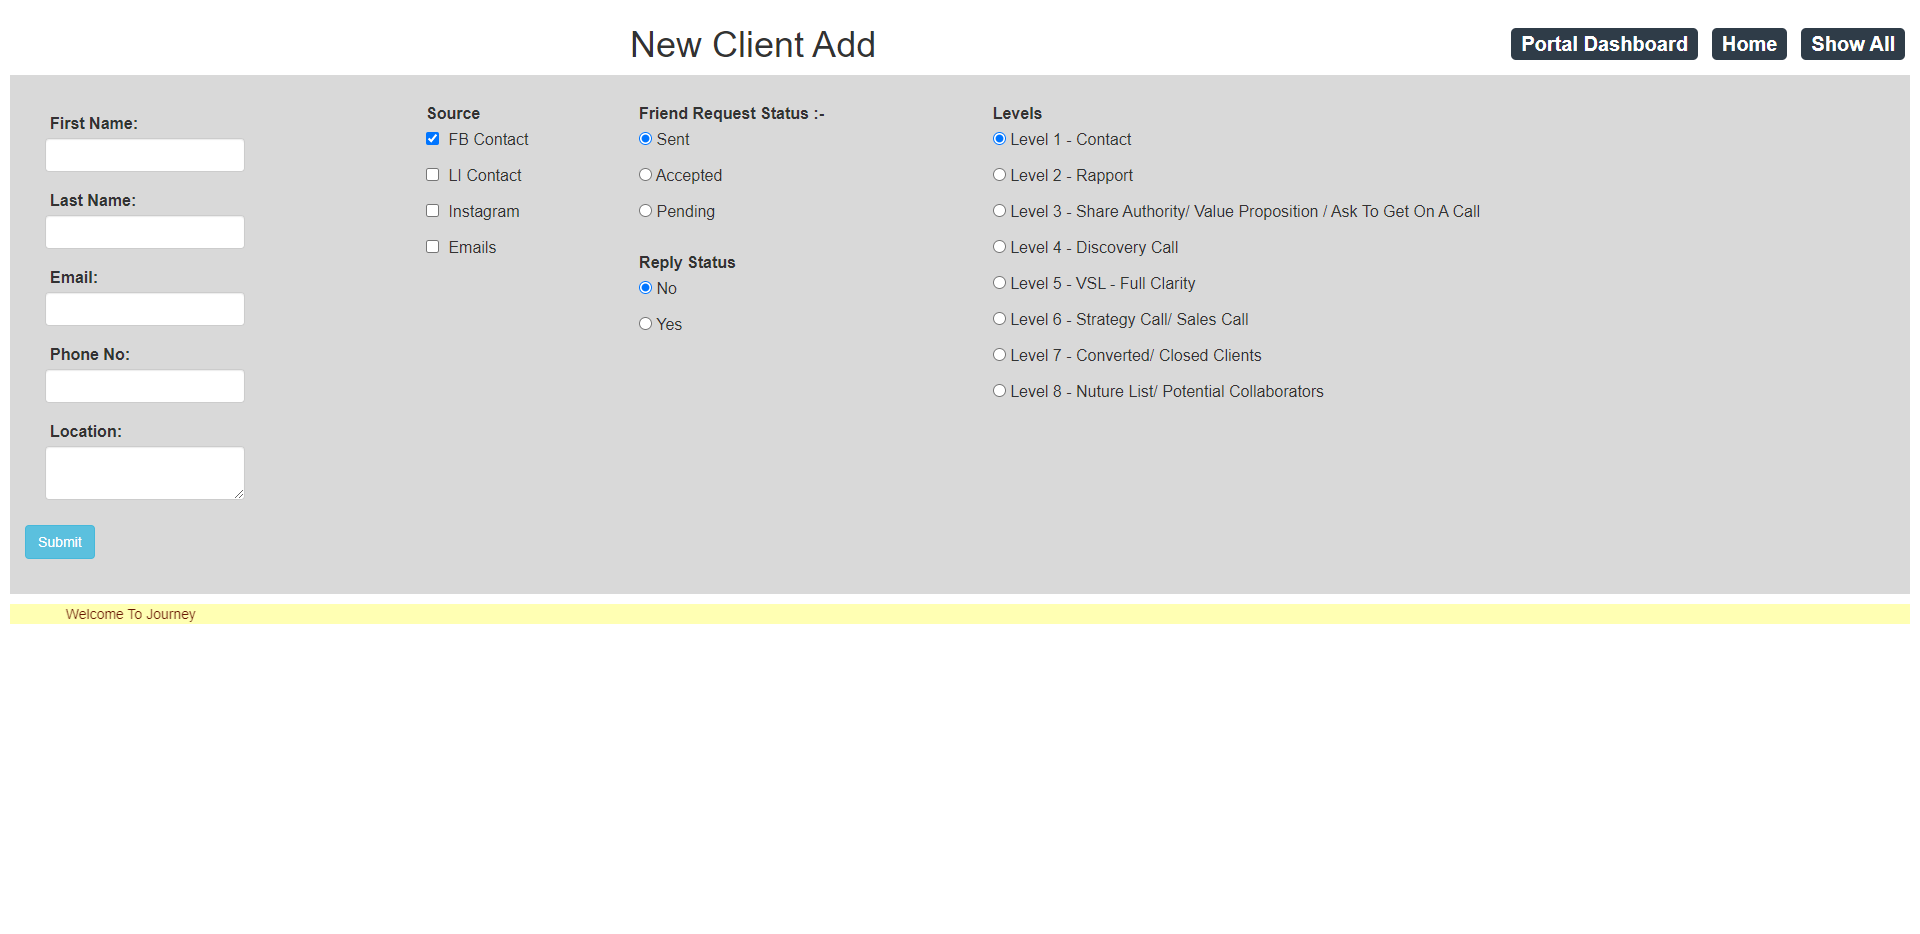 New Client Add
Portal Dashboard
Home
Show All
First Name:
Last Name:
Email:
Phone No:
Location:
Submit
Source
FB Contact
LI Contact
Instagram
Emails
Friend Request Status :-
Sent
Accepted
Pending
Reply Status
No
Yes
Levels
Level 1 - Contact
Level 2 - Rapport
Level 3 - Share Authority/ Value Proposition / Ask To Get On A Call
Level 4 - Discovery Call
Level 5 - VSL - Full Clarity
Level 6 - Strategy Call/ Sales Call
Level 7 - Converted/ Closed Clients
Level 8 - Nuture List/ Potential Collaborators
Welcome To Journey